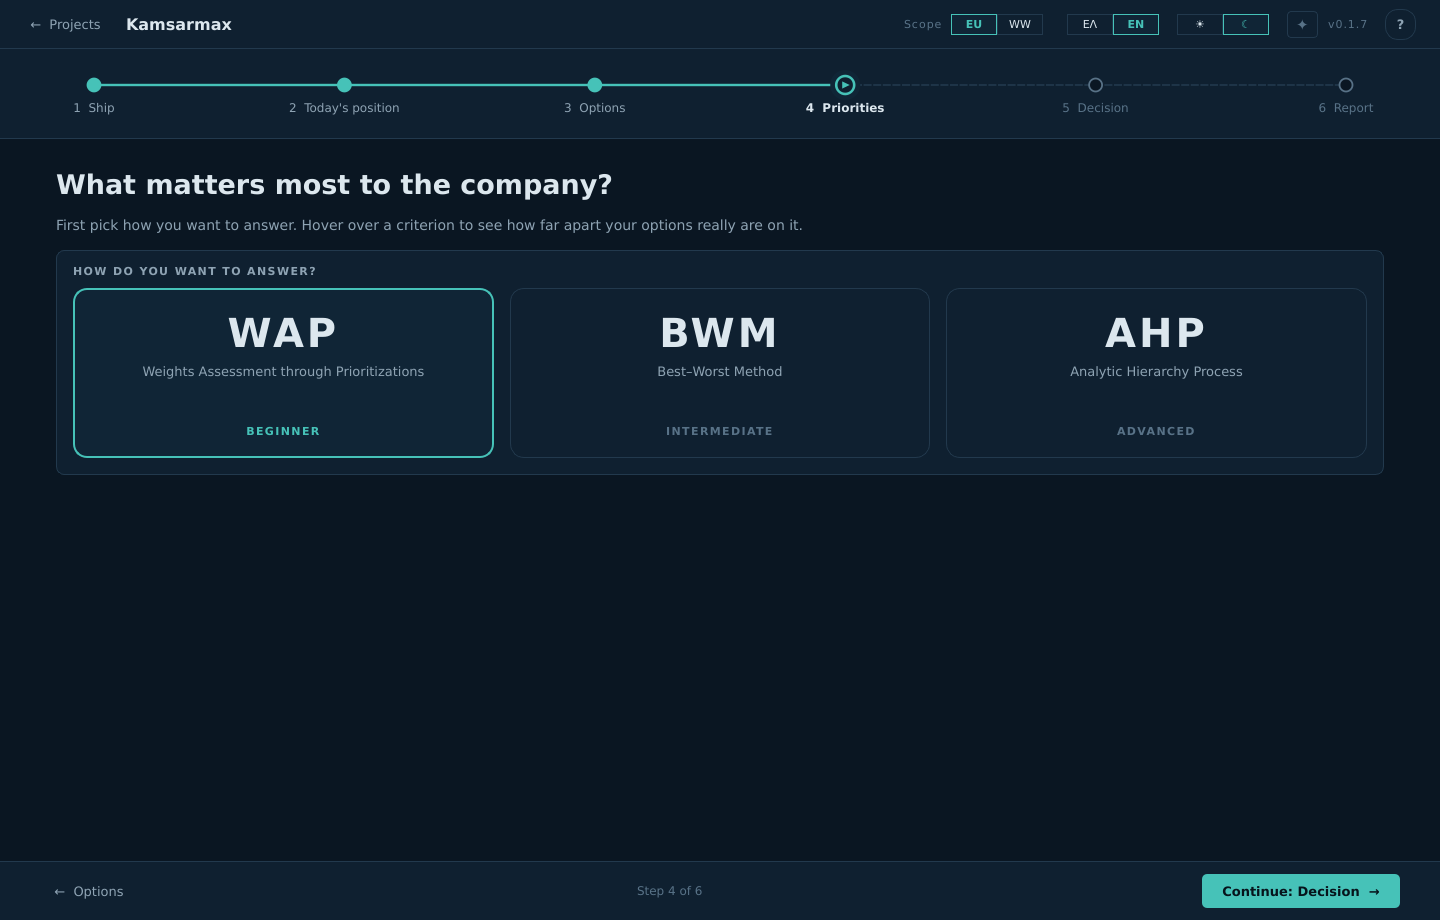 ← Projects Kamsarmax Scope EU WW ΕΛ EN ☀ ☾ ✦ v0.1.7 ?
1 Ship 2 Today's position 3 Options 4 Priorities 5 Decision 6 Report
What matters most to the company?
First pick how you want to answer. Hover over a criterion to see how far apart your options really are on it.
HOW DO YOU WANT TO ANSWER?
WAP
Weights Assessment through Prioritizations
BEGINNER
BWM
Best–Worst Method
INTERMEDIATE
AHP
Analytic Hierarchy Process
ADVANCED
← Options Step 4 of 6 Continue: Decision →